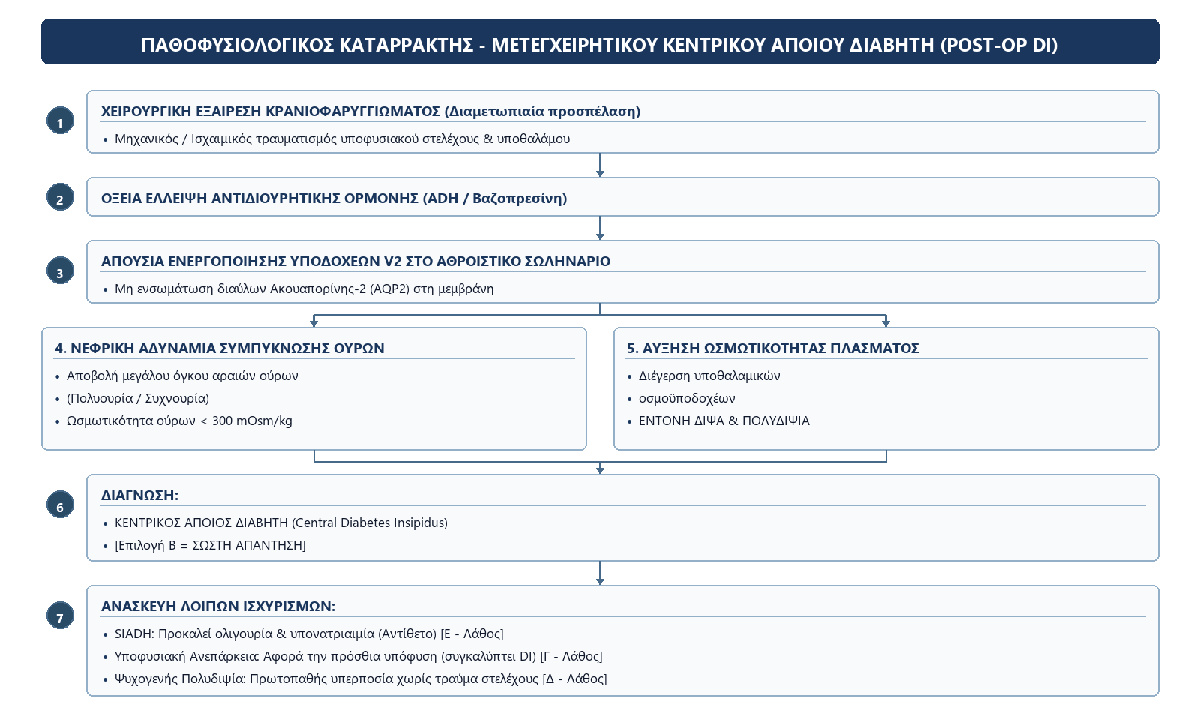 ΠΑΘΟΦΥΣΙΟΛΟΓΙΚΟΣ ΚΑΤΑΡΡΑΚΤΗΣ - ΜΕΤΕΓΧΕΙΡΗΤΙΚΟΥ ΚΕΝΤΡΙΚΟΥ ΑΠΟΙΟΥ ΔΙΑΒΗΤΗ (POST-OP DI)
1
ΧΕΙΡΟΥΡΓΙΚΗ ΕΞΑΙΡΕΣΗ ΚΡΑΝΙΟΦΑΡΥΓΓΙΩΜΑΤΟΣ (Διαμετωπιαία προσπέλαση)
• Μηχανικός / Ισχαιμικός τραυματισμός υποφυσιακού στελέχους & υποθαλάμου
2
ΟΞΕΙΑ ΕΛΛΕΙΨΗ ΑΝΤΙΔΙΟΥΡΗΤΙΚΗΣ ΟΡΜΟΝΗΣ (ADH / Βαζοπρεσίνη)
3
ΑΠΟΥΣΙΑ ΕΝΕΡΓΟΠΟΙΗΣΗΣ ΥΠΟΔΟΧΕΩΝ V2 ΣΤΟ ΑΘΡΟΙΣΤΙΚΟ ΣΩΛΗΝΑΡΙΟ
• Μη ενσωμάτωση διαύλων Ακουαπορίνης-2 (AQP2) στη μεμβράνη
4. ΝΕΦΡΙΚΗ ΑΔΥΝΑΜΙΑ ΣΥΜΠΥΚΝΩΣΗΣ ΟΥΡΩΝ
• Αποβολή μεγάλου όγκου αραιών ούρων
• (Πολυουρία / Συχνουρία)
• Ωσμωτικότητα ούρων < 300 mOsm/kg
5. ΑΥΞΗΣΗ ΩΣΜΩΤΙΚΟΤΗΤΑΣ ΠΛΑΣΜΑΤΟΣ
• Διέγερση υποθαλαμικών
• οσμοϋποδοχέων
• ΕΝΤΟΝΗ ΔΙΨΑ & ΠΟΛΥΔΙΨΙΑ
6
ΔΙΑΓΝΩΣΗ:
• ΚΕΝΤΡΙΚΟΣ ΑΠΟΙΟΣ ΔΙΑΒΗΤΗ (Central Diabetes Insipidus)
• [Επιλογή Β = ΣΩΣΤΗ ΑΠΑΝΤΗΣΗ]
7
ΑΝΑΣΚΕΥΗ ΛΟΙΠΩΝ ΙΣΧΥΡΙΣΜΩΝ:
• SIADH: Προκαλεί ολιγουρία & υπονατριαιμία (Αντίθετο) [Ε - Λάθος]
• Υποφυσιακή Ανεπάρκεια: Αφορά την πρόσθια υπόφυση (συγκαλύπτει DI) [Γ - Λάθος]
• Ψυχογενής Πολυδιψία: Πρωτοπαθής υπερποσία χωρίς τραύμα στελέχους [Δ - Λάθος]